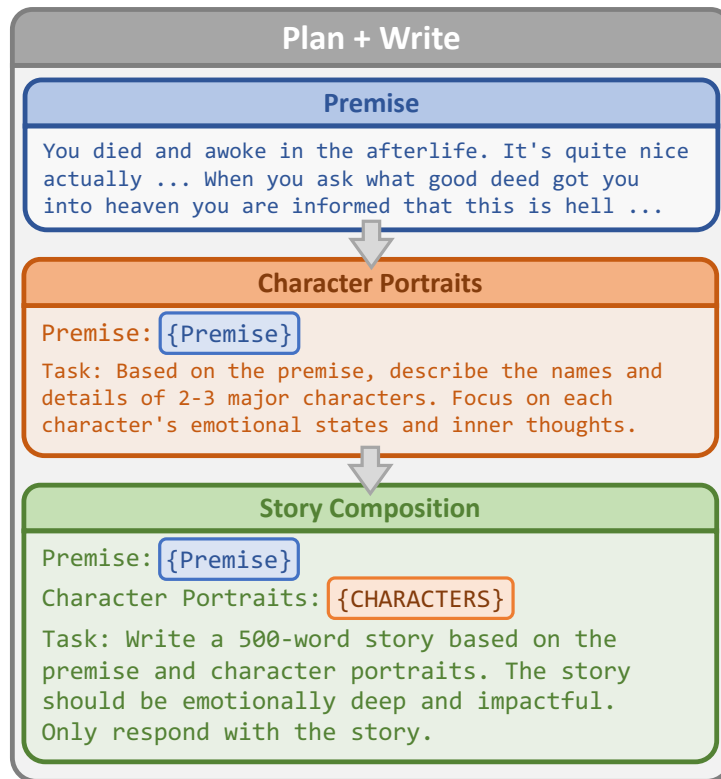 Plan + Write
Premise
You died and awoke in the afterlife. It's quite nice
actually ... When you ask what good deed got you
into heaven you are informed that this is hell ...
Character Portraits
Premise: {Premise}
Task: Based on the premise, describe the names and
details of 2-3 major characters. Focus on each
character's emotional states and inner thoughts.
Story Composition
Premise: {Premise}
Character Portraits: {CHARACTERS}
Task: Write a 500-word story based on the
premise and character portraits. The story
should be emotionally deep and impactful.
Only respond with the story.